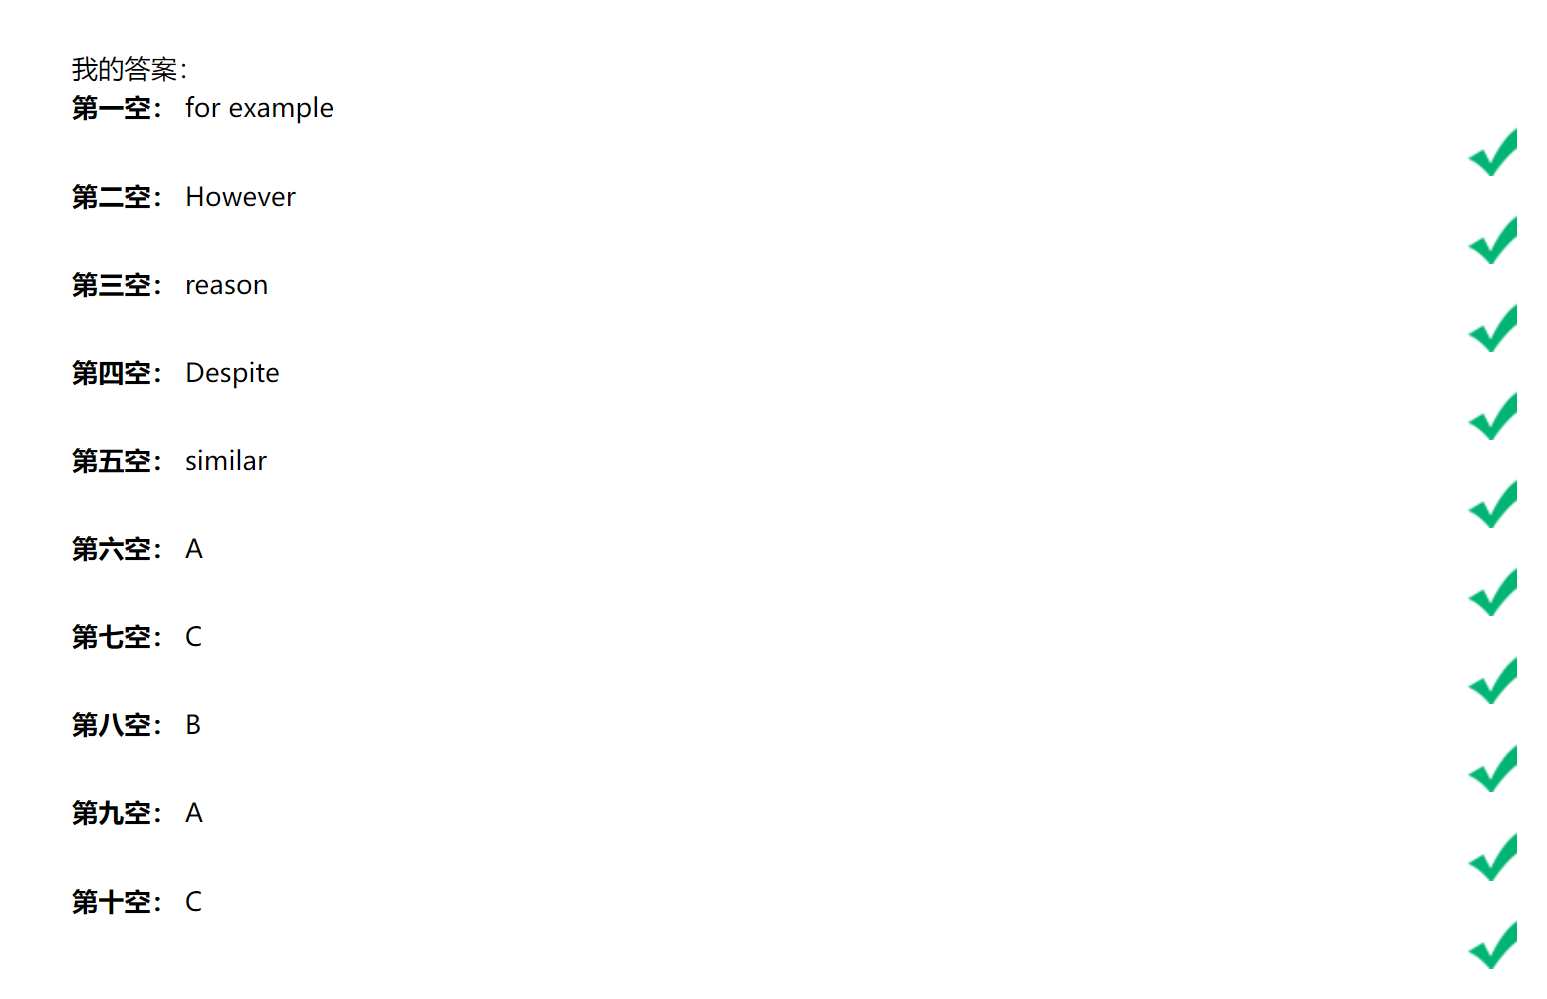 我的答案：
第一空： for example
第二空： However
第三空： reason
第四空： Despite
第五空： similar
第六空： A
第七空： C
第八空： B
第九空： A
第十空： C